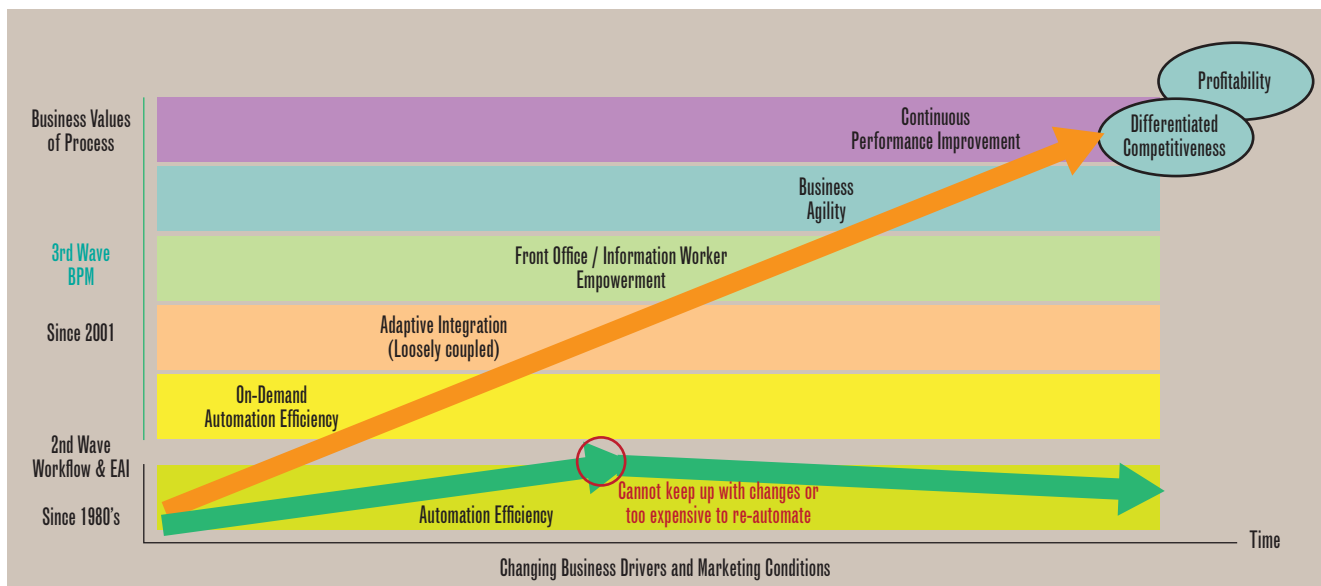 Profitability
Business Values
of Process
Continuous
Performance Improvement
Differentiated
Competitiveness
Business
Agility
3rd Wave
BPM
Front Office / Information Worker
Empowerment
Since 2001
Adaptive Integration
(Loosely coupled)
On-Demand
Automation Efficiency
2nd Wave
Workflow & EAI
Since 1980's
Automation Efficiency
Cannot keep up with changes or
too expensive to re-automate
Time
Changing Business Drivers and Marketing Conditions